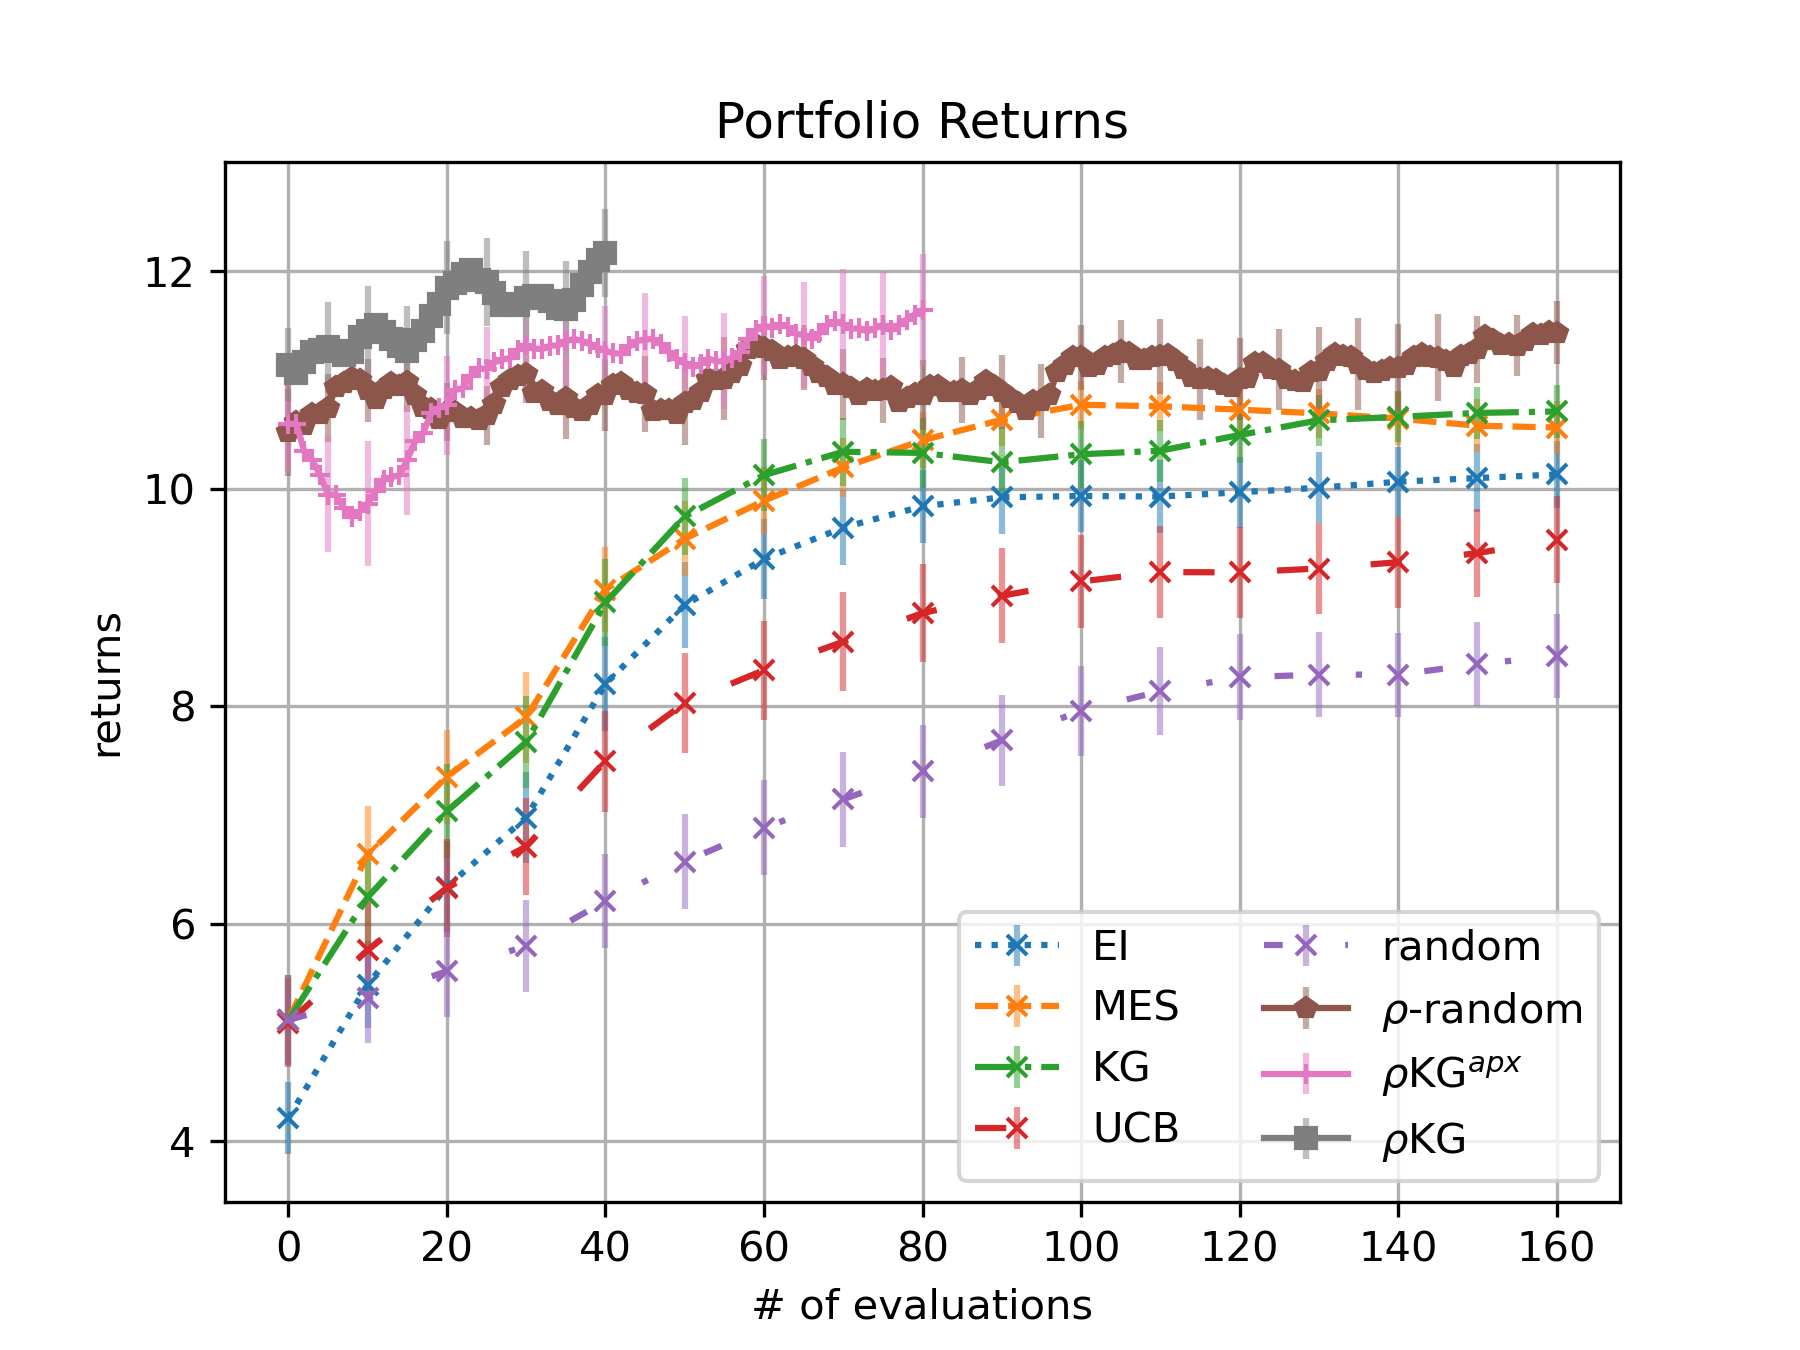 Portfolio Returns
returns
12
10
8
6
4
0 20 40 60 80 100 120 140 160
# of evaluations
EI
MES
KG
UCB
random
ρ-random
ρKG^apx
ρKG